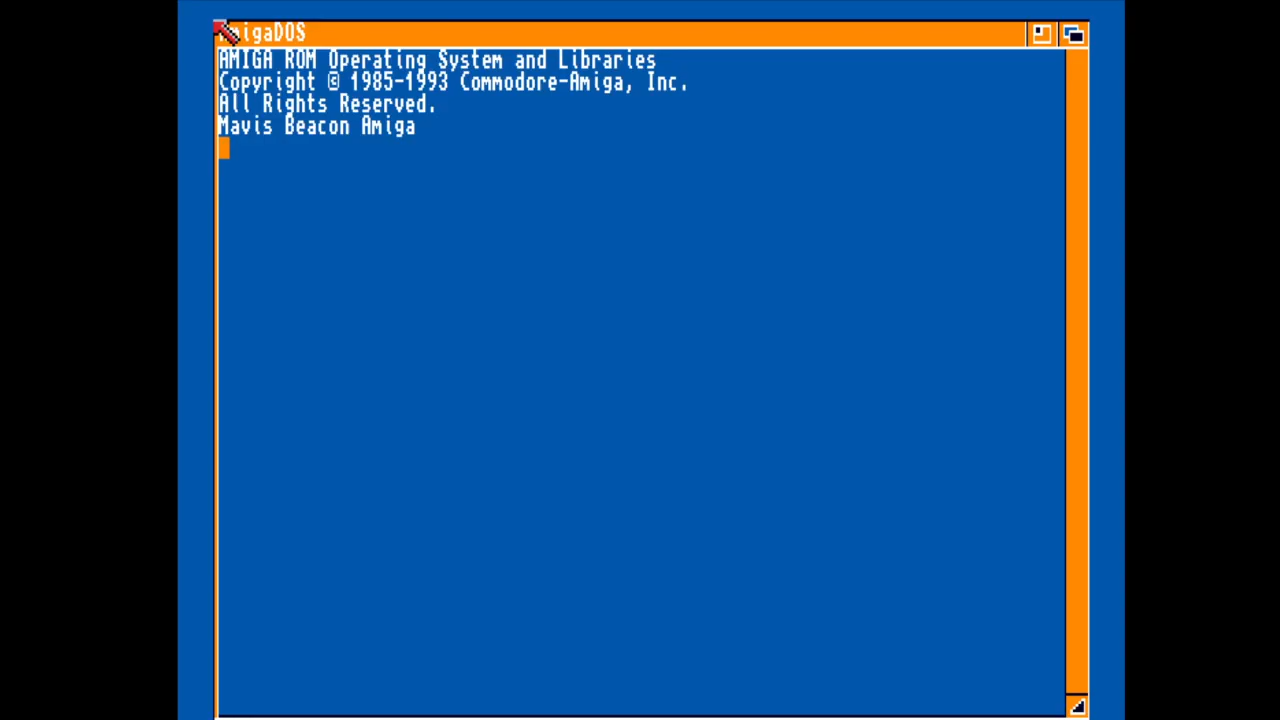 AmigaDOS
AMIGA ROM Operating System and Libraries
Copyright © 1985-1993 Commodore-Amiga, Inc.
All Rights Reserved.
Mavis Beacon Amiga